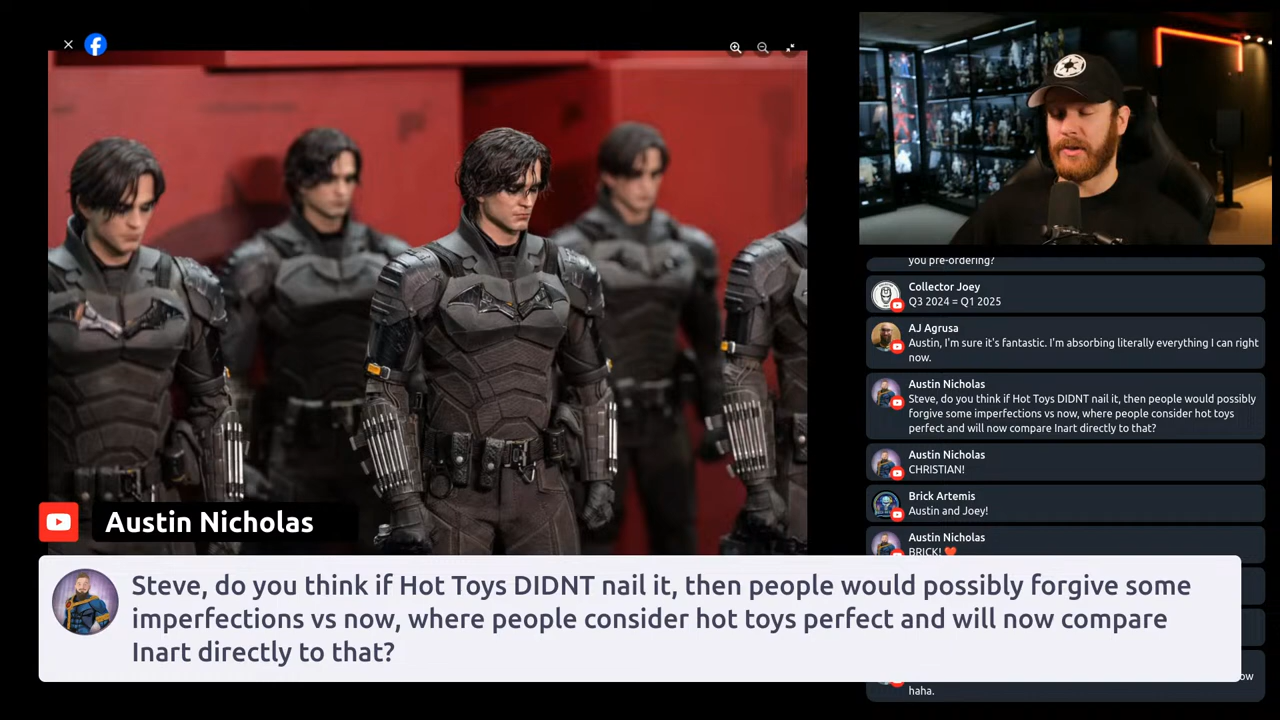 Austin Nicholas
Steve, do you think if Hot Toys DIDNT nail it, then people would possibly forgive some
imperfections vs now, where people consider hot toys perfect and will now compare
Inart directly to that?
you pre-ordering?
Collector Joey
Q3 2024 = Q1 2025
AJ Agrusa
Austin, I'm sure it's fantastic. I'm absorbing literally everything I can right
now.
Austin Nicholas
Steve, do you think if Hot Toys DIDNT nail it, then people would possibly
forgive some imperfections vs now, where people consider hot toys
perfect and will now compare Inart directly to that?
Austin Nicholas
CHRISTIAN!
Brick Artemis
Austin and Joey!
Austin Nicholas
BRICK! ❤️
haha.